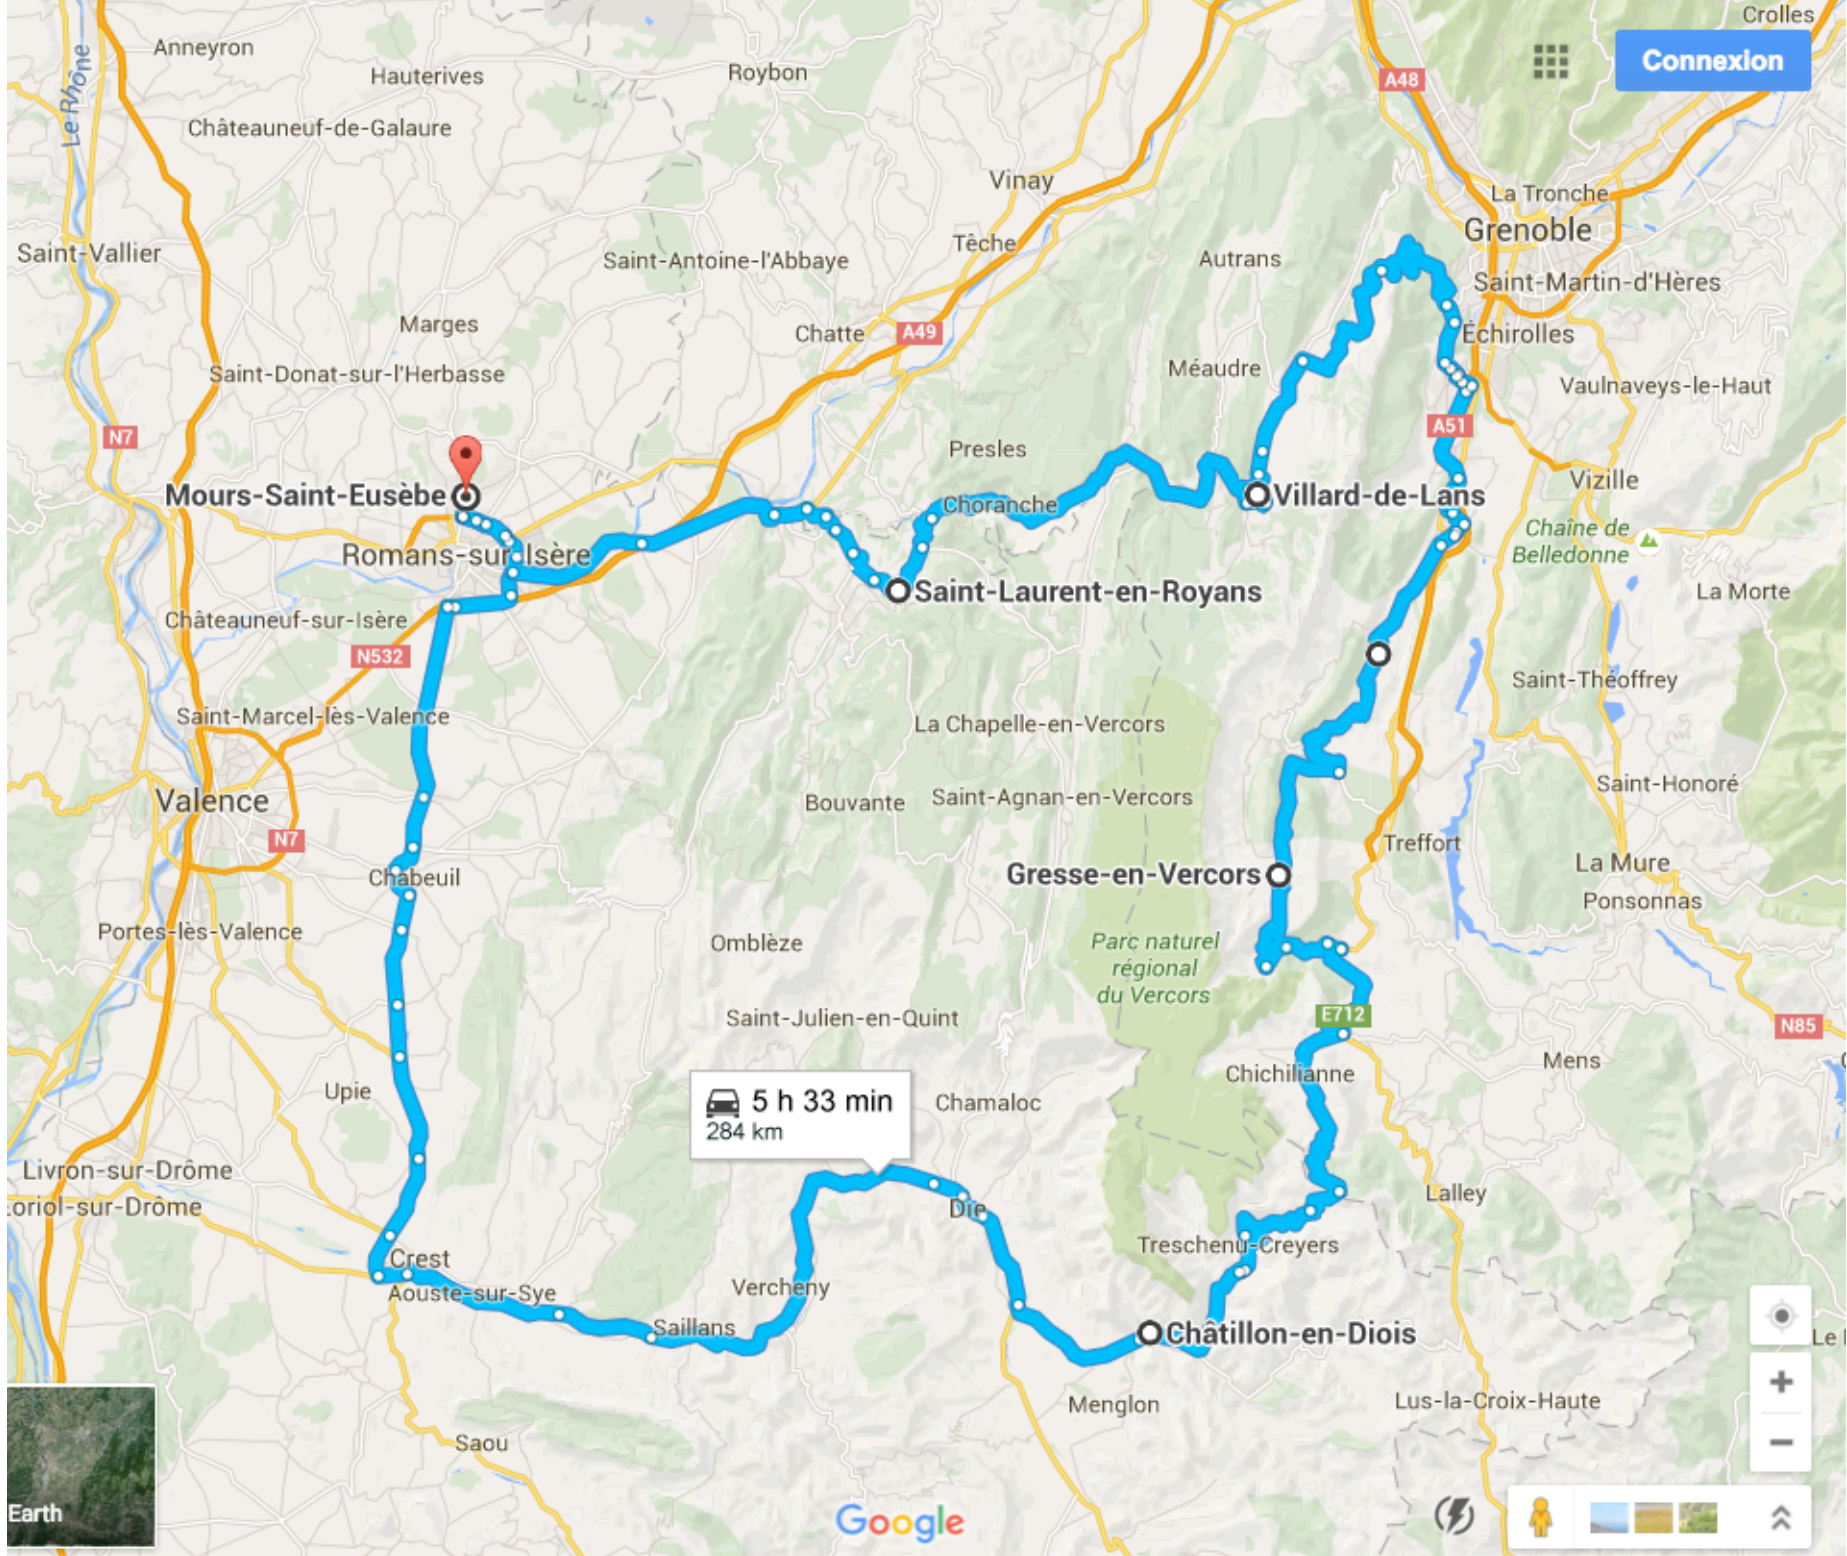 Crolles
Anneyron
Hauterives
Roybon
Connexion
A48
Le Rhône
Châteauneuf-de-Galaure
Vinay
La Tronche
Grenoble
Saint-Vallier
Têche
Saint-Antoine-l'Abbaye
Autrans
Saint-Martin-d'Hères
Marges
Chatte
A49
Échirolles
Saint-Donat-sur-l'Herbasse
Méaudre
Vaulnaveys-le-Haut
N7
A51
Presles
Vizille
Mours-Saint-Eusèbe
Choranche
Villard-de-Lans
Chaîne de
Belledonne
Romans-sur-Isère
Saint-Laurent-en-Royans
La Morte
Châteauneuf-sur-Isère
N532
Saint-Théoffrey
Saint-Marcel-lès-Valence
La Chapelle-en-Vercors
Saint-Honoré
Valence
Bouvante
Saint-Agnan-en-Vercors
N7
Treffort
La Mure
Chabeuil
Gresse-en-Vercors
Ponsonnas
Portes-lès-Valence
Omblèze
Parc naturel
régional
du Vercors
Saint-Julien-en-Quint
E712
N85
Mens
Chichilianne
Upie
5 h 33 min
284 km
Chamaloc
Livron-sur-Drôme
oriol-sur-Drôme
Die
Lalley
Treschenu-Creyers
Crest
Aouste-sur-Sye
Vercheny
Saillans
Châtillon-en-Diois
Le
Menglon
Lus-la-Croix-Haute
Saou
Earth
Google